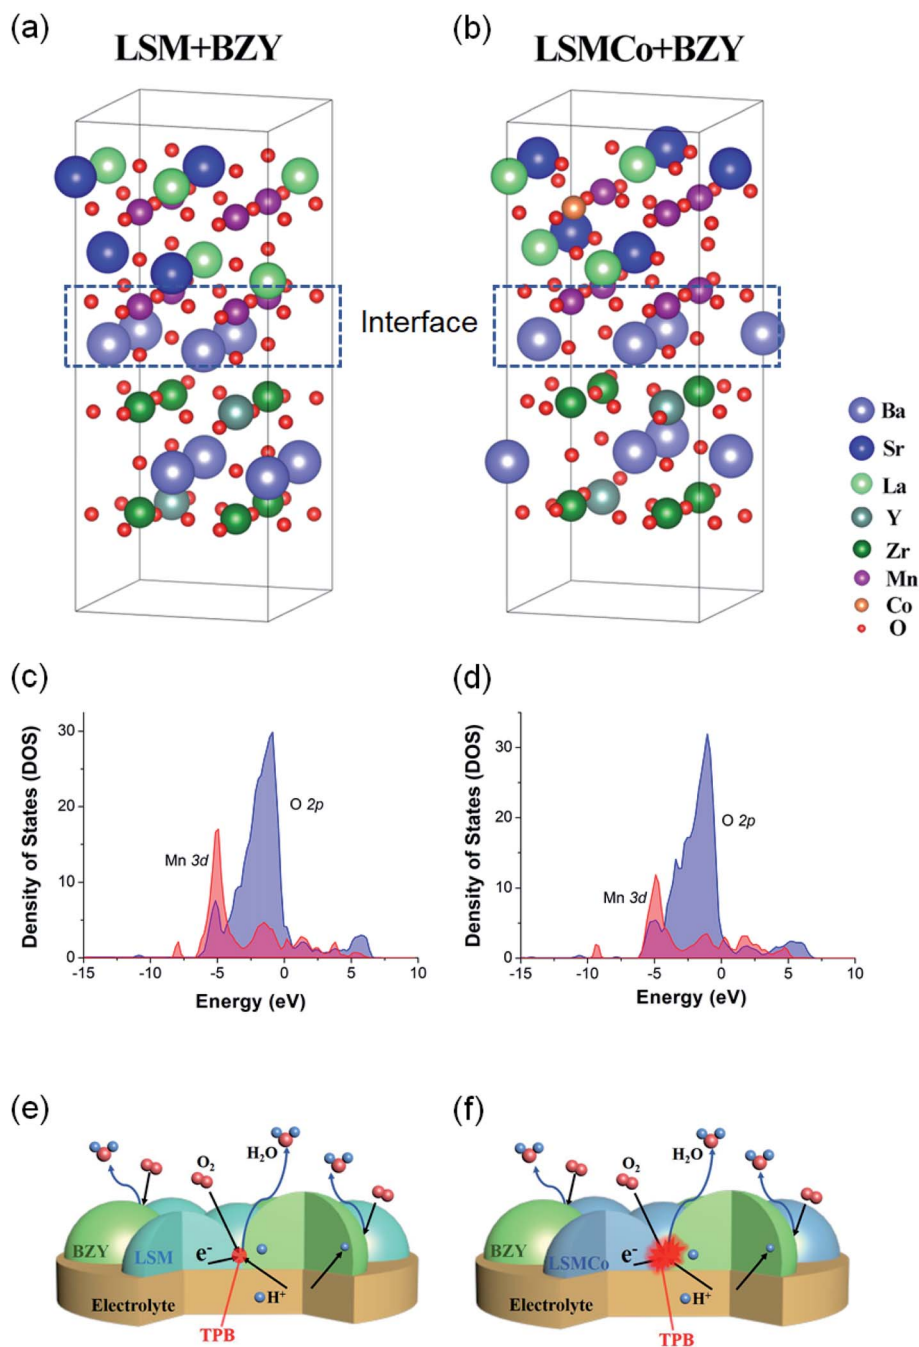 (a)
LSM+BZY
(b)
LSMCo+BZY
Interface
Ba
Sr
La
Y
Zr
Mn
Co
O
(c)
Density of States (DOS)
30
20
10
0
Mn 3d
O 2p
-15
-10
-5
0
5
10
Energy (eV)
(d)
Density of States (DOS)
30
20
10
0
Mn 3d
O 2p
-15
-10
-5
0
5
10
Energy (eV)
(e)
O2
H2O
BZY
LSM
e-
H+
Electrolyte
TPB
(f)
O2
H2O
BZY
LSMCo
e-
H+
Electrolyte
TPB